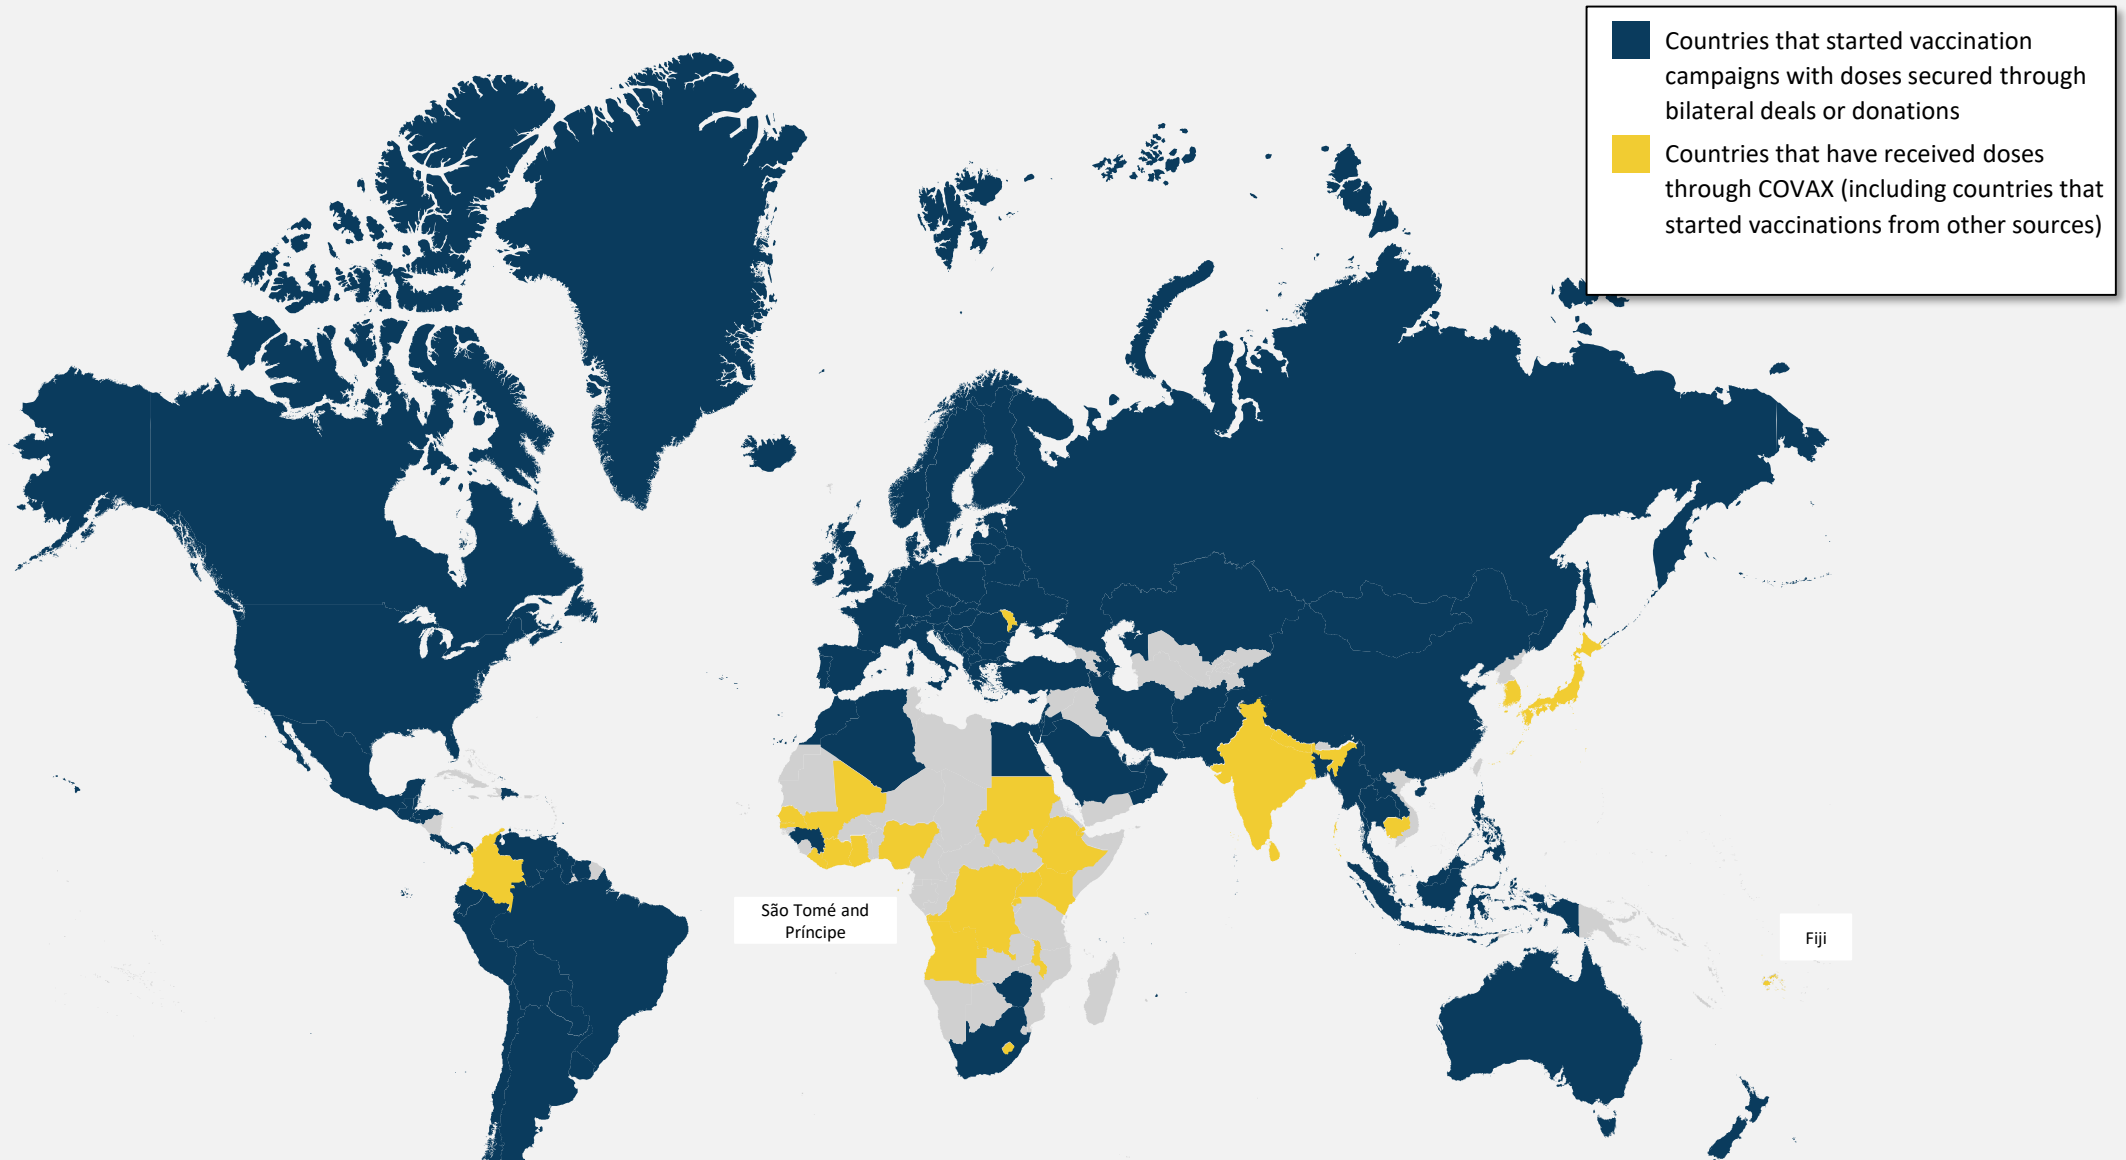 Countries that started vaccination
campaigns with doses secured through
bilateral deals or donations
Countries that have received doses
through COVAX (including countries that
started vaccinations from other sources)
São Tomé and
Príncipe
Fiji